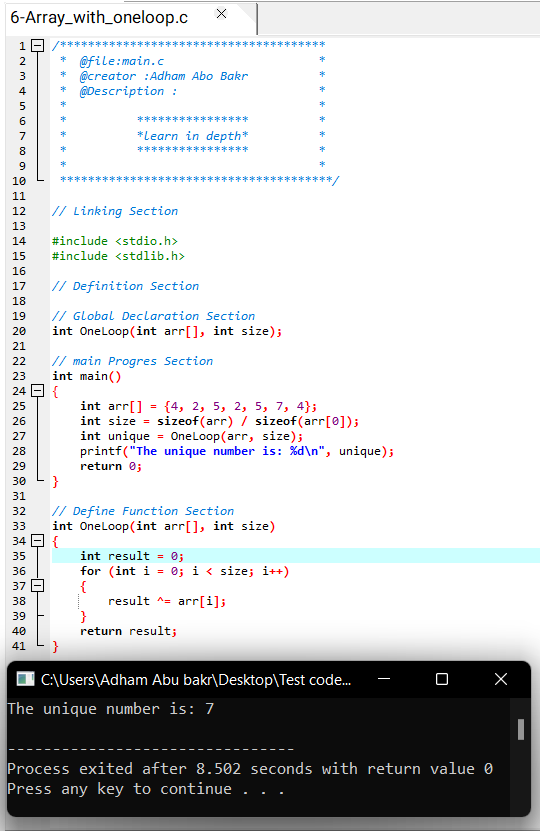 6-Array_with_oneloop.c
1 /**************************************
2 * @file:main.c *
3 * @creator :Adham Abo Bakr *
4 * @Description : *
5 * *
6 * **************** *
7 * *learn in depth* *
8 * **************** *
9 * *
10 ***************************************/
11
12 // Linking Section
13
14 #include <stdio.h>
15 #include <stdlib.h>
16
17 // Definition Section
18
19 // Global Declaration Section
20 int OneLoop(int arr[], int size);
21
22 // main Progres Section
23 int main()
24 {
25 int arr[] = {4, 2, 5, 2, 5, 7, 4};
26 int size = sizeof(arr) / sizeof(arr[0]);
27 int unique = OneLoop(arr, size);
28 printf("The unique number is: %d\n", unique);
29 return 0;
30 }
31
32 // Define Function Section
33 int OneLoop(int arr[], int size)
34 {
35 int result = 0;
36 for (int i = 0; i < size; i++)
37 {
38 result ^= arr[i];
39 }
40 return result;
41 }
C:\Users\Adham Abu bakr\Desktop\Test code...
The unique number is: 7
--------------------------------
Process exited after 8.502 seconds with return value 0
Press any key to continue . . .